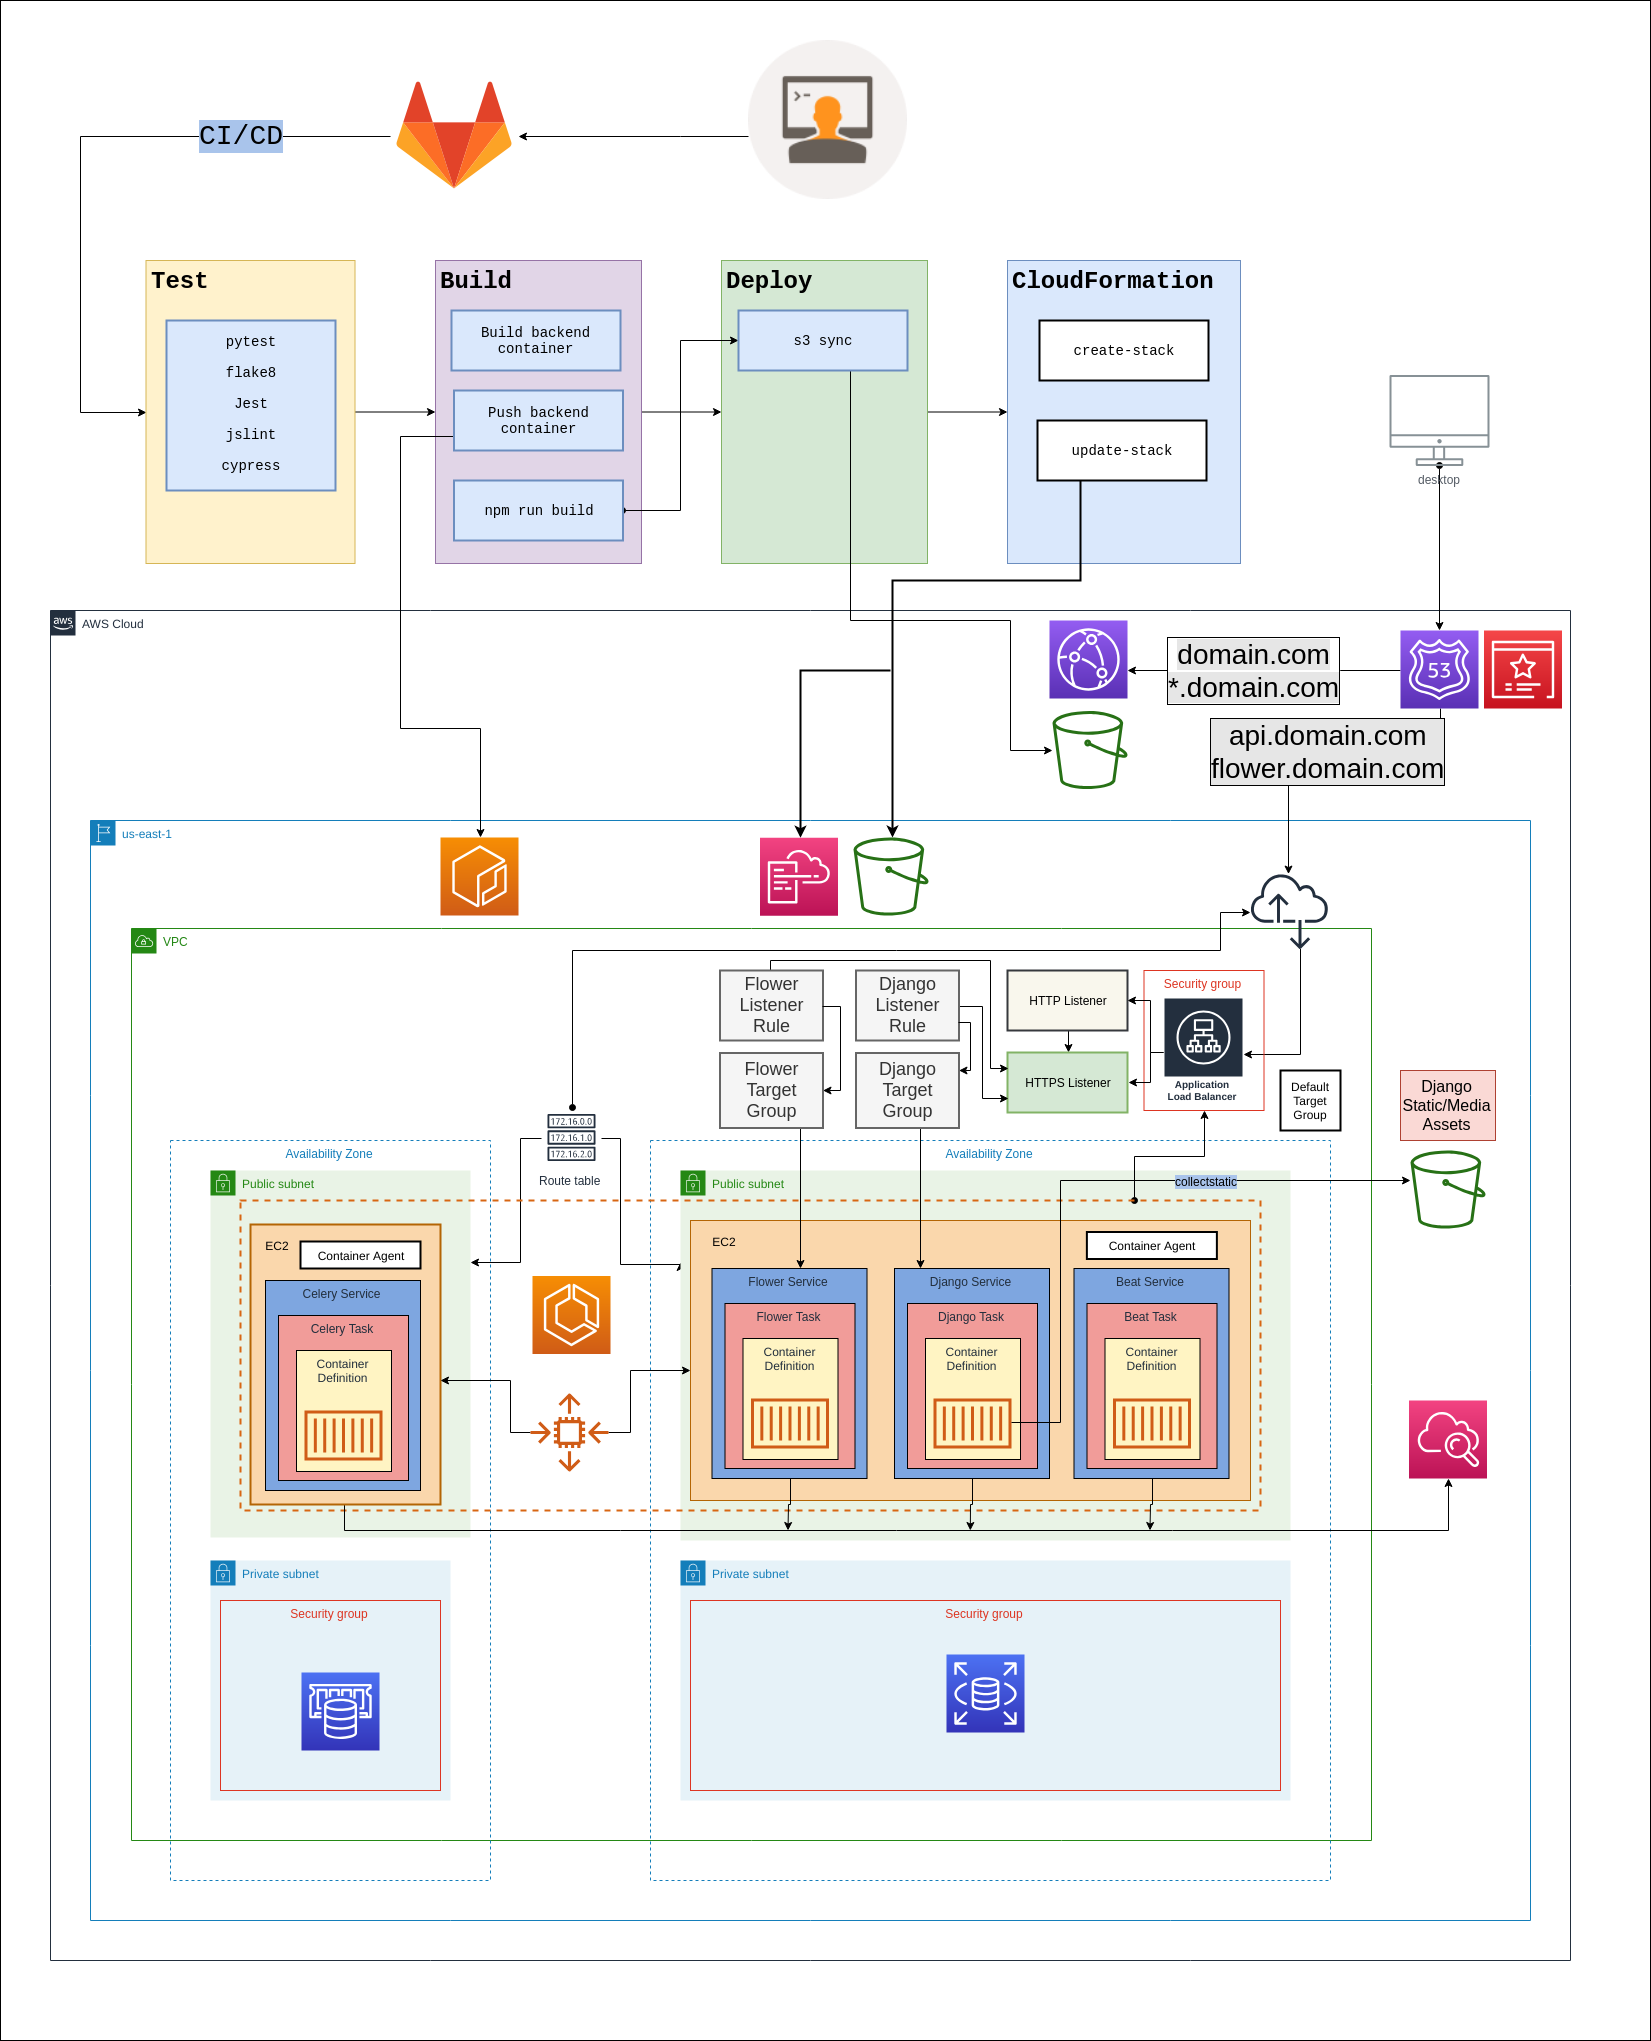 CI/CD
Test
pytest
flake8
Jest
jslint
cypress
Build
Build backend
container
Push backend
container
npm run build
Deploy
s3 sync
CloudFormation
create-stack
update-stack
desktop
aws
AWS Cloud
domain.com
*.domain.com
53
api.domain.com
flower.domain.com
us-east-1
VPC
Flower
Listener
Rule
Django
Listener
Rule
HTTP Listener
Security group
Flower
Target
Group
Django
Target
Group
HTTPS Listener
Application
Load Balancer
Default
Target
Group
Django
Static/Media
Assets
172.16.0.0
172.16.1.0
172.16.2.0
Route table
Availability Zone
Availability Zone
Public subnet
Public subnet
collectstatic
EC2
Container Agent
Celery Service
Celery Task
Container
Definition
EC2
Container Agent
Flower Service
Flower Task
Container
Definition
Django Service
Django Task
Container
Definition
Beat Service
Beat Task
Container
Definition
Private subnet
Security group
Private subnet
Security group